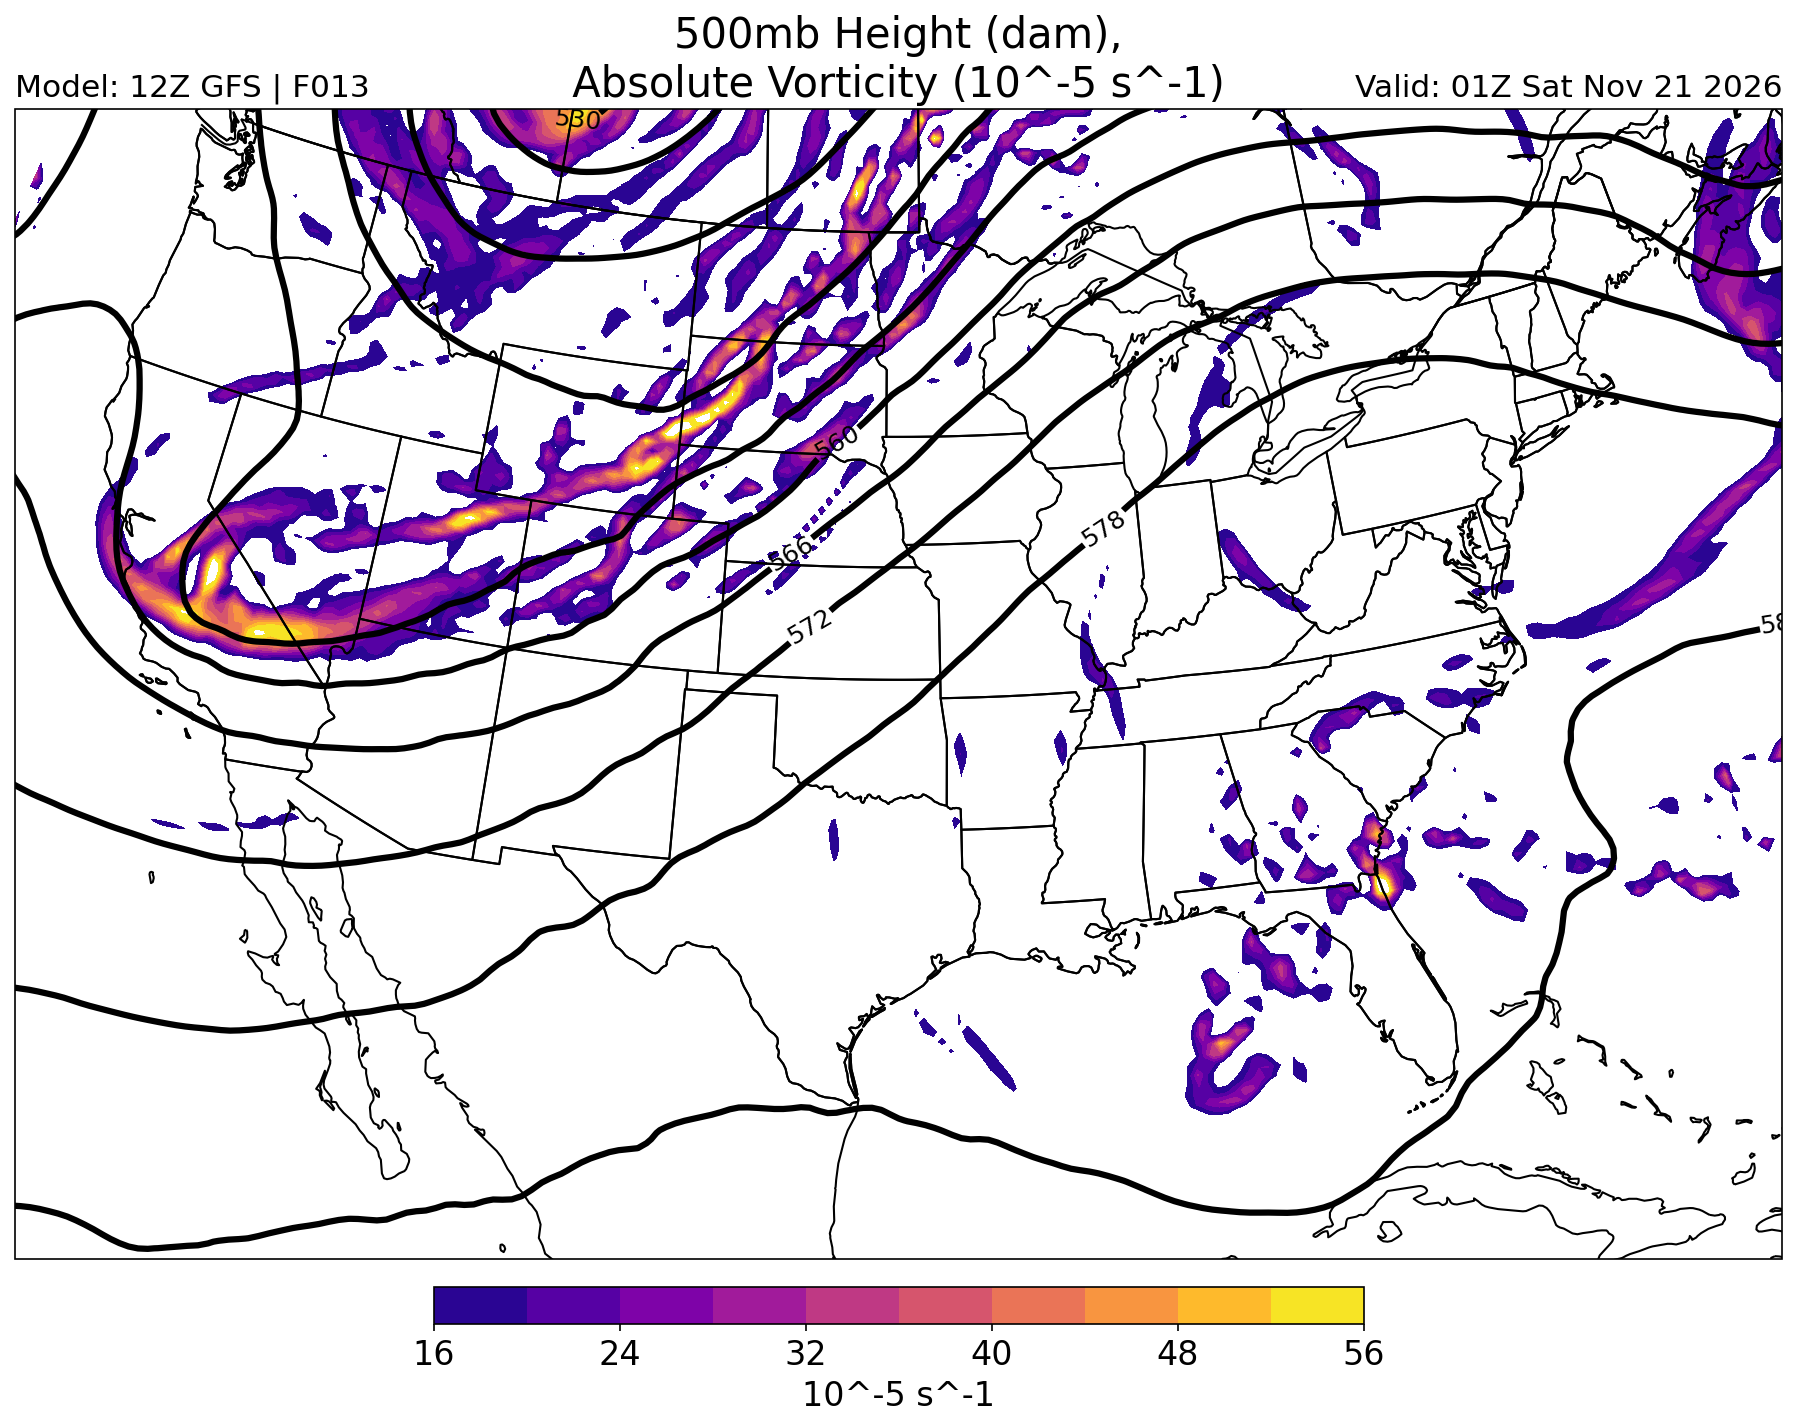 500mb Height (dam),
Model: 12Z GFS | F013
Absolute Vorticity (10^-5 s^-1)
Valid: 01Z Sat Nov 21 2026
530
560
566
578
572
16 24 32 40 48 56
10^-5 s^-1